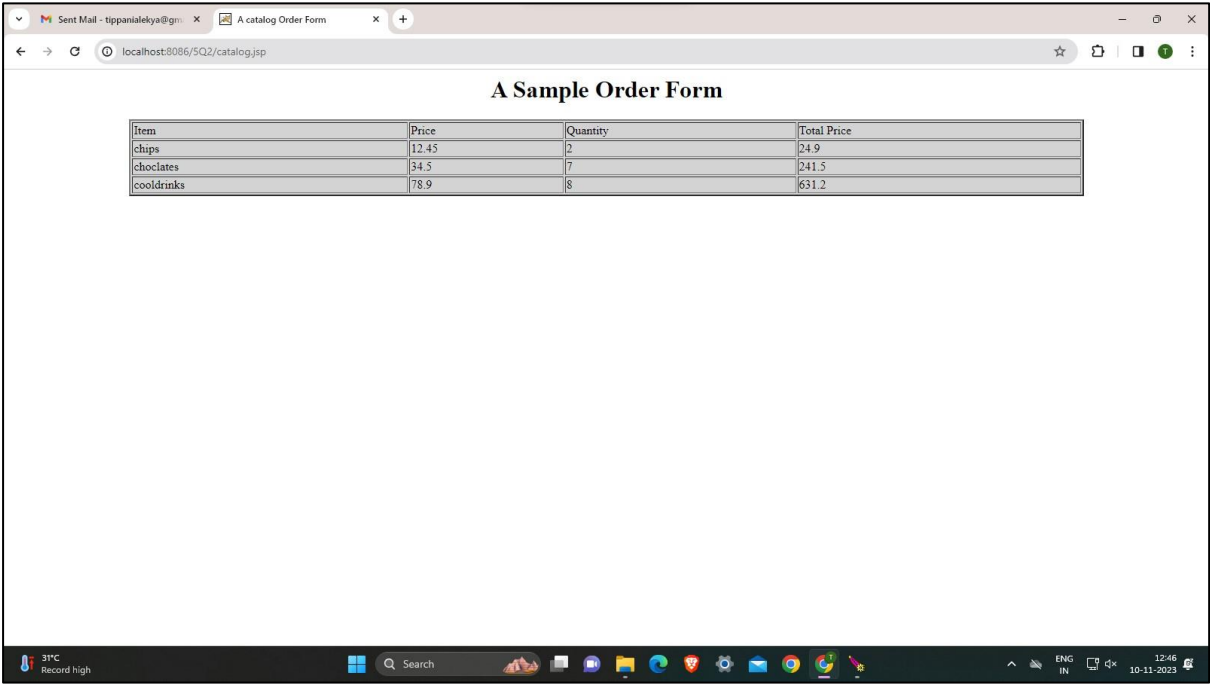 Sent Mail - tippanialekya@gm
A catalog Order Form
localhost:8086/5Q2/catalog.jsp
T
A Sample Order Form
Item Price Quantity Total Price
chips 12.45 2 24.9
choclates 34.5 7 241.5
cooldrinks 78.9 8 631.2
31°C
Record high
Search
T
ENG
IN
12:46
10-11-2023